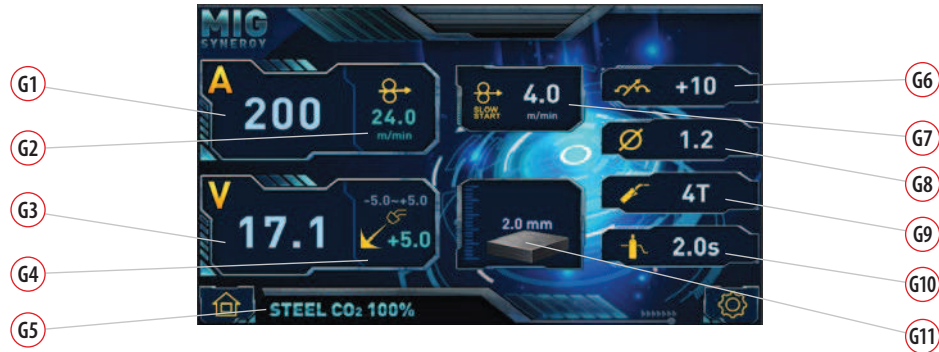 MIG
SYNERGY
G1
A
200
24.0
m/min
G2
SLOW
START
4.0
m/min
+10
G6
G7
1.2
G8
G3
V
17.1
-5.0~+5.0
+5.0
G4
2.0 mm
4T
G9
2.0s
G10
G5
STEEL CO₂ 100%
G11